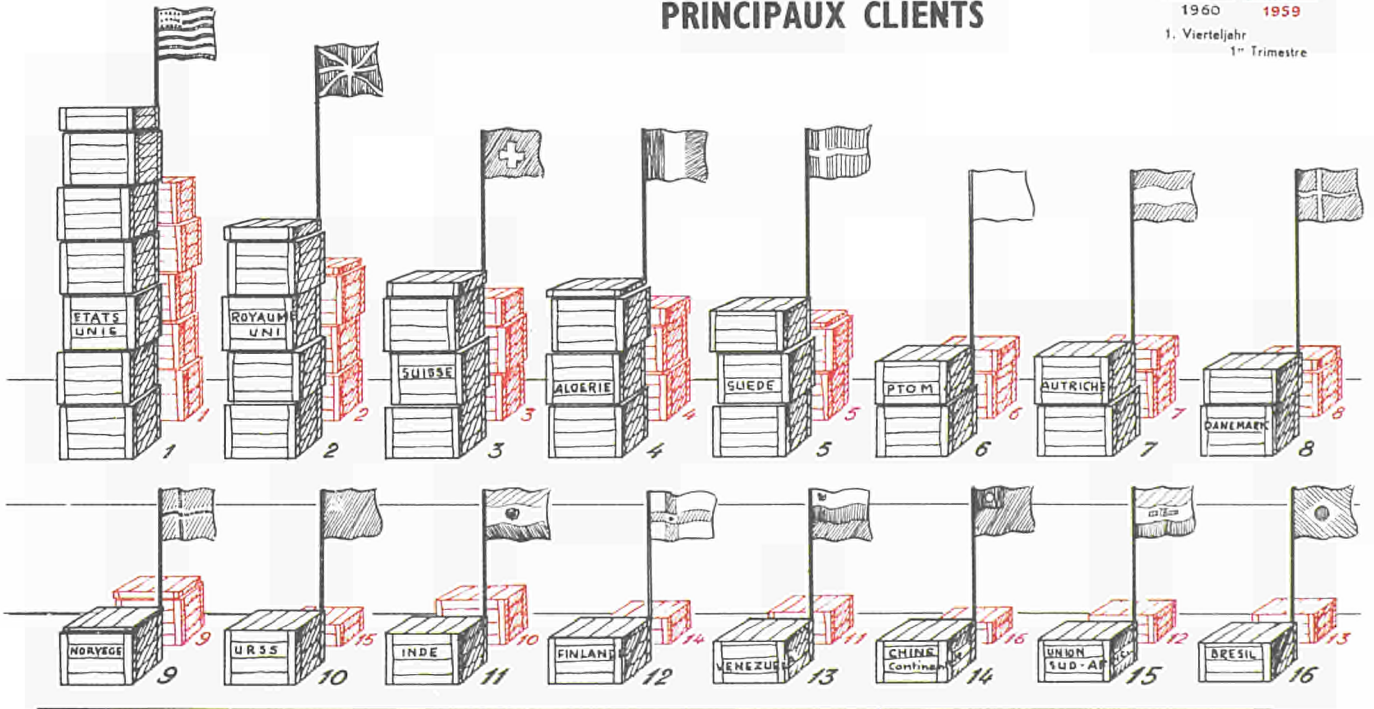 PRINCIPAUX CLIENTS
1960 1959
1. Vierteljahr
1er Trimestre
ETATS
UNIE
ROYAUME
UNI
SUISSE
ALGERIE
SUEDE
PTOM
AUTRICHE
DANEMARK
1 1 2 2 3 3 4 4 5 5 6 6 7 7 8 8
NORVEGE
URSS
INDE
FINLAND
VENEZUELA
CHINE
Continen
UNION
SUD-AF
BRESIL
9 9 10 15 11 10 12 14 13 11 14 16 15 12 16 13